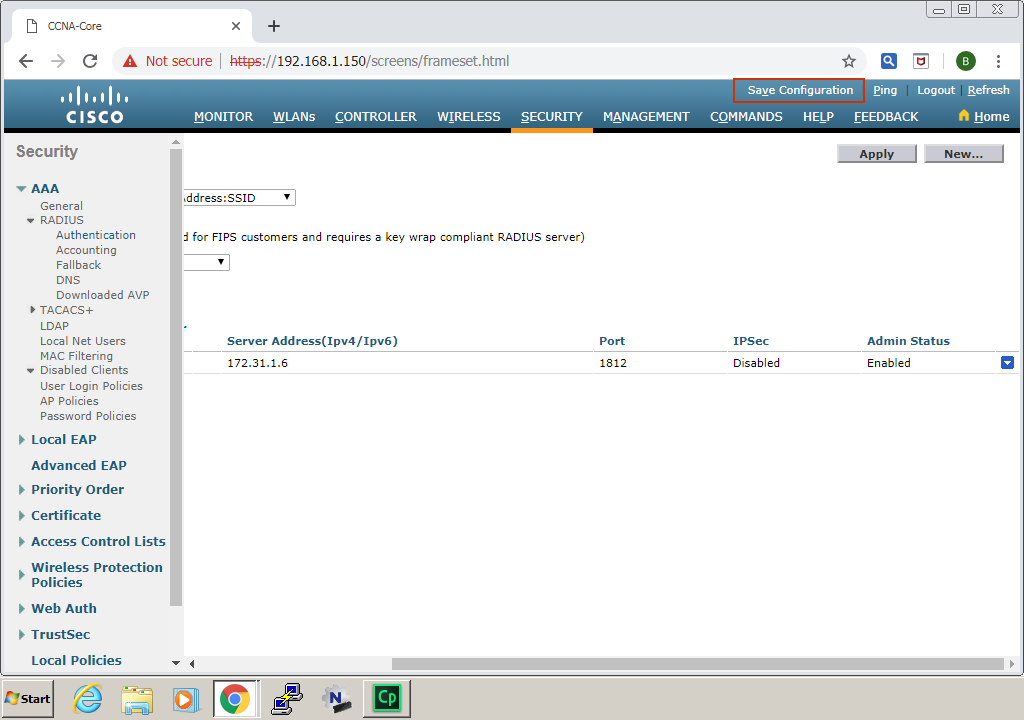 CCNA-Core
Not secure https://192.168.1.150/screens/frameset.html
B
Save Configuration Ping Logout Refresh
CISCO
MONITOR WLANs CONTROLLER WIRELESS SECURITY MANAGEMENT COMMANDS HELP FEEDBACK Home
Security
Apply New...
AAA
General
RADIUS
Authentication
Accounting
Fallback
DNS
Downloaded AVP
TACACS+
LDAP
Local Net Users
MAC Filtering
Disabled Clients
User Login Policies
AP Policies
Password Policies
Local EAP
Advanced EAP
Priority Order
Certificate
Access Control Lists
Wireless Protection
Policies
Web Auth
TrustSec
Local Policies
ddress:SSID
d for FIPS customers and requires a key wrap compliant RADIUS server)
Server Address(Ipv4/Ipv6) Port IPSec Admin Status
172.31.1.6 1812 Disabled Enabled
Start
N
Cp